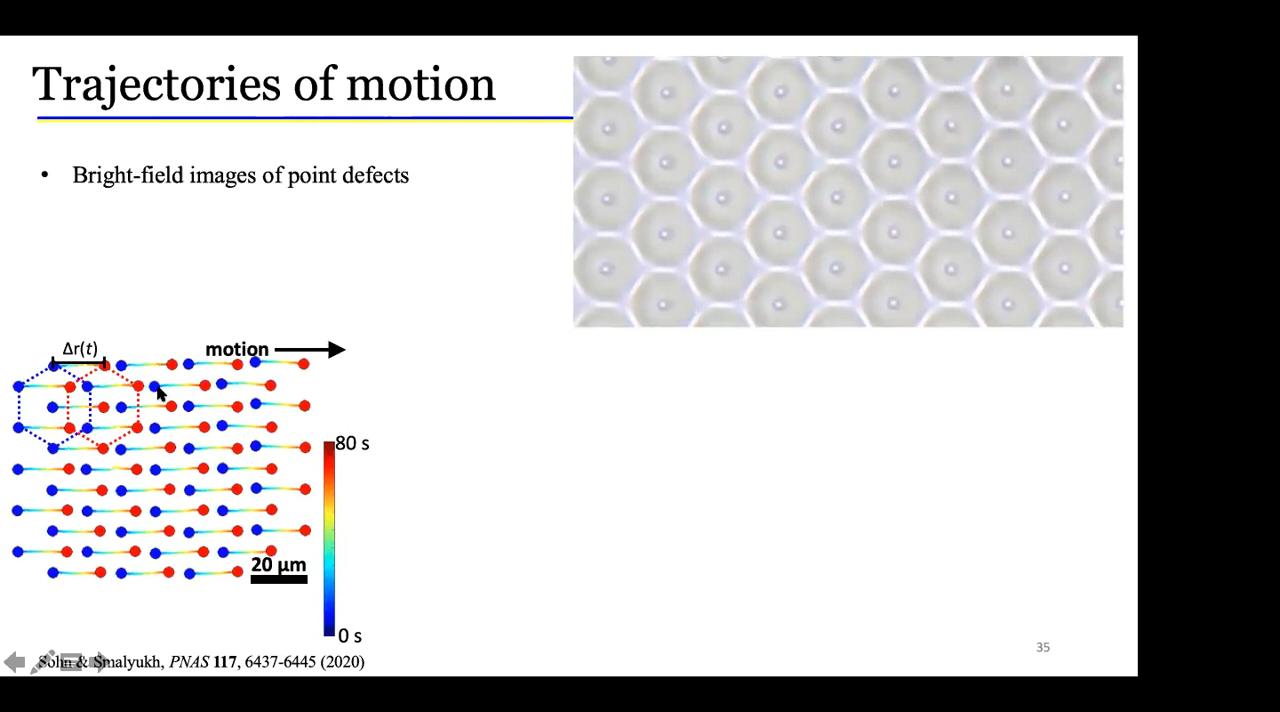 Trajectories of motion
• Bright-field images of point defects
Δr(t)
motion
80 s
20 μm
0 s
Sohn & Smalyukh, PNAS 117, 6437-6445 (2020)
35